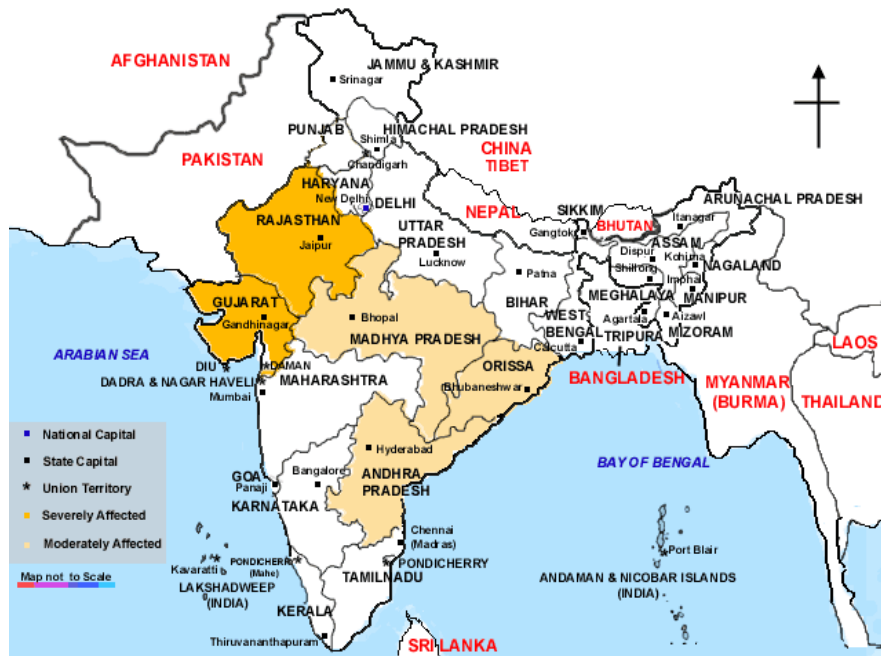 AFGHANISTAN
JAMMU & KASHMIR
Srinagar
PUNJAB
HIMACHAL PRADESH
Shimla
Chandigarh
PAKISTAN
CHINA
TIBET
HARYANA
New Delhi
DELHI
ARUNACHAL PRADESH
RAJASTHAN
Jaipur
UTTAR
PRADESH
Lucknow
NEPAL
SIKKIM
Gangtok
BHUTAN
Itanagar
Dispur
ASSAM
Kohima
NAGALAND
Shillong
Imphal
MEGHALAYA
MANIPUR
Patna
BIHAR
GUJARAT
Gandhinagar
Bhopal
MADHYA PRADESH
WEST
BENGAL
Calcutta
Agartala
TRIPURA
Aizawl
MIZORAM
LAOS
ARABIAN SEA
DIU
DAMAN
DADRA & NAGAR HAVELI
Mumbai
MAHARASHTRA
ORISSA
Bhubaneshwar
BANGLADESH
MYANMAR
(BURMA)
THAILAND
National Capital
State Capital
Union Territory
Severely Affected
Moderately Affected
Map not to Scale
Hyderabad
ANDHRA
PRADESH
BAY OF BENGAL
GOA
Panaji
Bangalore
KARNATAKA
Chennai
(Madras)
Kavaratti
LAKSHADWEEP
(INDIA)
PONDICHERRI
(Mahe)
PONDICHERRY
TAMILNADU
Port Blair
ANDAMAN & NICOBAR ISLANDS
(INDIA)
KERALA
Thiruvananthapuram
SRI LANKA